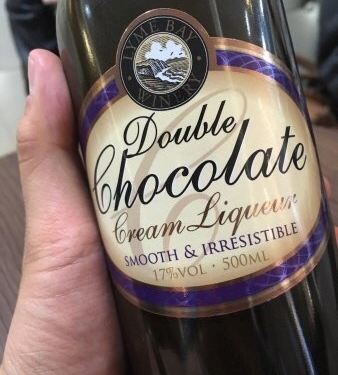 LYME BAY
WINERY
Double
Chocolate
Cream Liqueur
SMOOTH & IRRESISTIBLE
17%VOL • 500ML